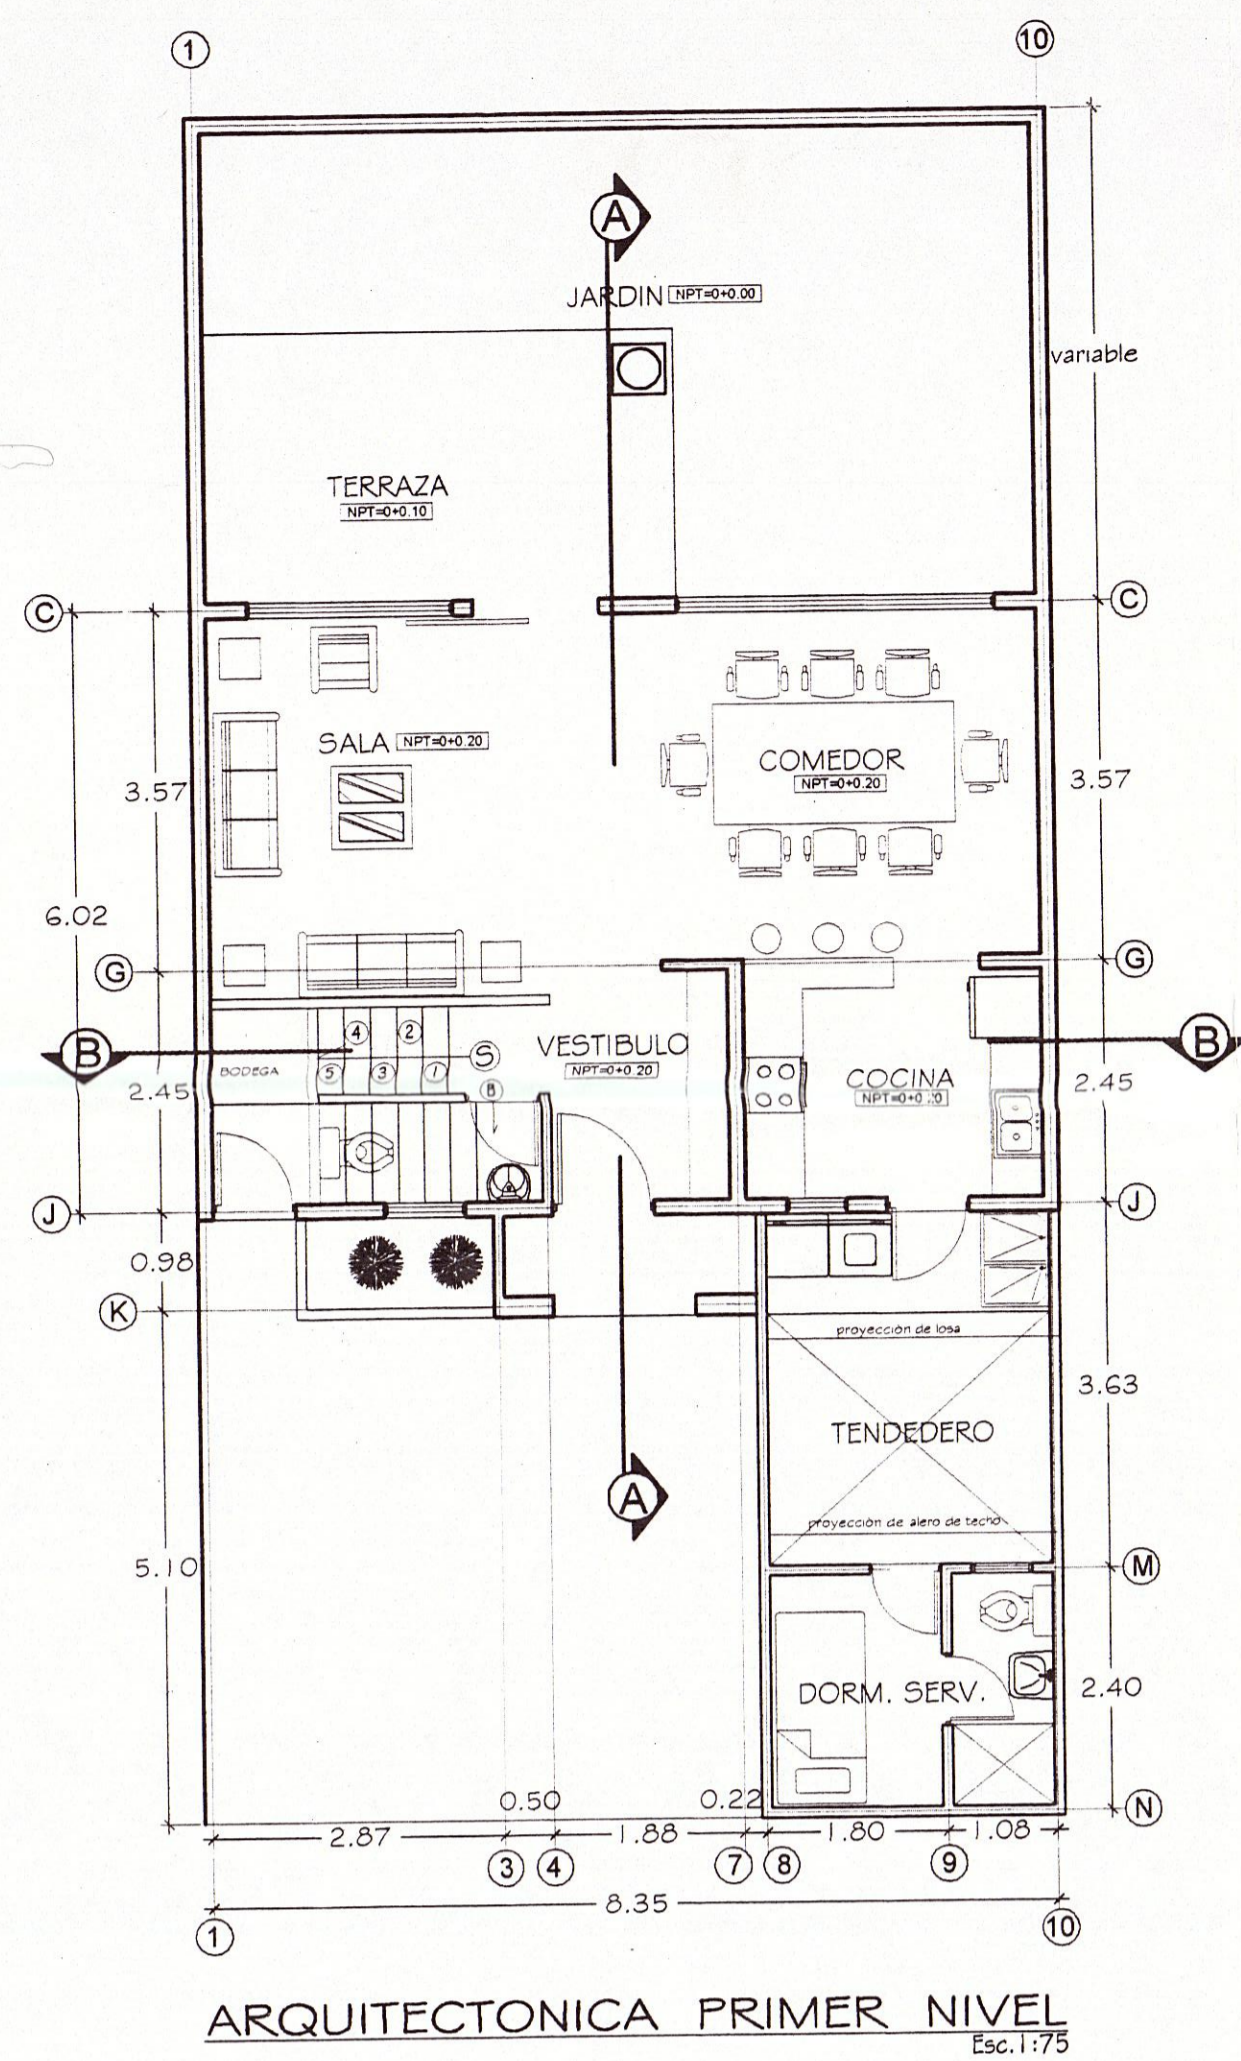 1
10
A
JARDIN NPT=0+0.00
variable
TERRAZA
NPT=0+0.10
C
C
SALA NPT=0+0.20
COMEDOR
NPT=0+0.20
3.57
3.57
6.02
G
G
4
2
B
S
VESTIBULO
NPT=0+0.20
B
BODEGA
5
3
1
B
COCINA
2.45
2.45
J
J
0.98
K
proyección de losa
3.63
TENDEDERO
A
proyección de alero de techo
5.10
M
DORM. SERV.
2.40
0.50
0.22
N
2.87
1.88
1.80
1.08
3
4
7
8
9
8.35
1
10
ARQUITECTONICA PRIMER NIVEL
Esc.1:75